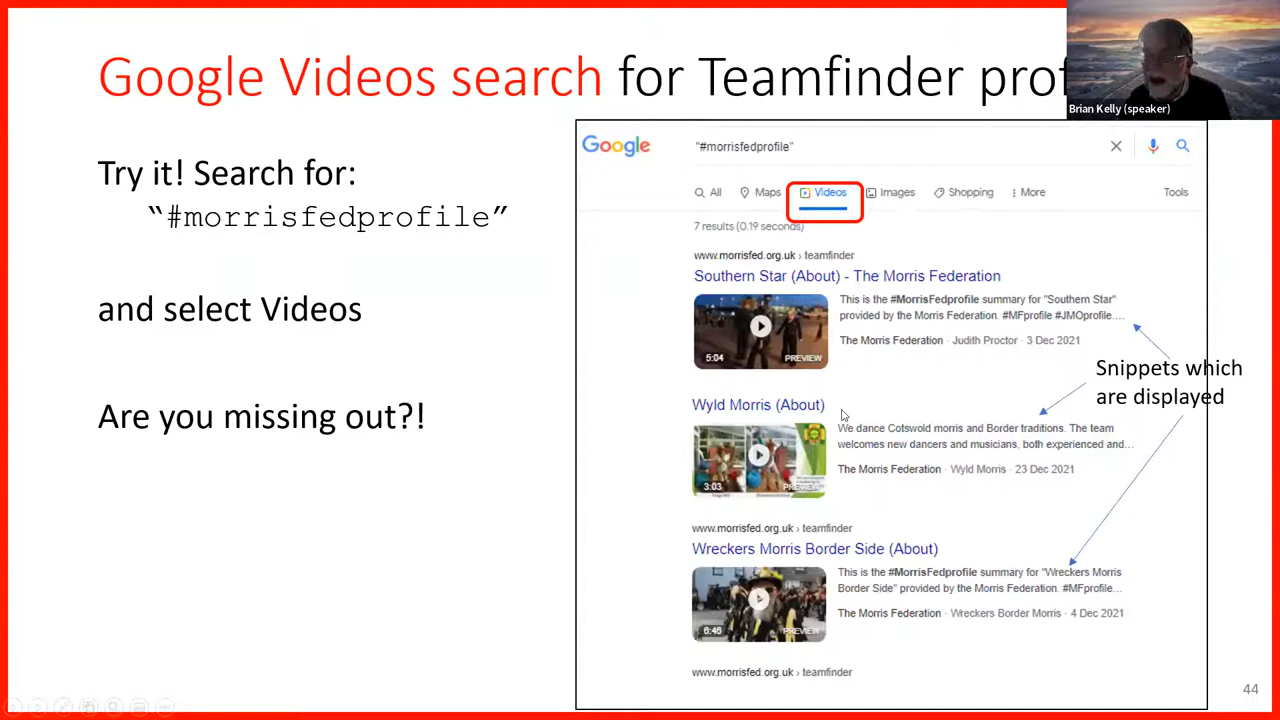 Google Videos search for Teamfinder
Brian Kelly (speaker)
Try it! Search for:
“#morrisfedprofile”
and select Videos
Are you missing out?!
Google
"#morrisfedprofile"
All Maps Videos Images Shopping More Tools
7 results (0.19 seconds)
www.morrisfed.org.uk › teamfinder
Southern Star (About) - The Morris Federation
This is the #MorrisFedprofile summary for "Southern Star"
provided by the Morris Federation. #MFprofile #JMOprofile....
The Morris Federation · Judith Proctor · 3 Dec 2021
5:04 PREVIEW
Snippets which
are displayed
Wyld Morris (About)
We dance Cotswold morris and Border traditions. The team
welcomes new dancers and musicians, both experienced and...
The Morris Federation · Wyld Morris · 23 Dec 2021
3:03 PREVIEW
www.morrisfed.org.uk › teamfinder
Wreckers Morris Border Side (About)
This is the #MorrisFedprofile summary for "Wreckers Morris
Border Side" provided by the Morris Federation. #MFprofile...
The Morris Federation · Wreckers Border Morris · 4 Dec 2021
6:46 PREVIEW
www.morrisfed.org.uk › teamfinder
44